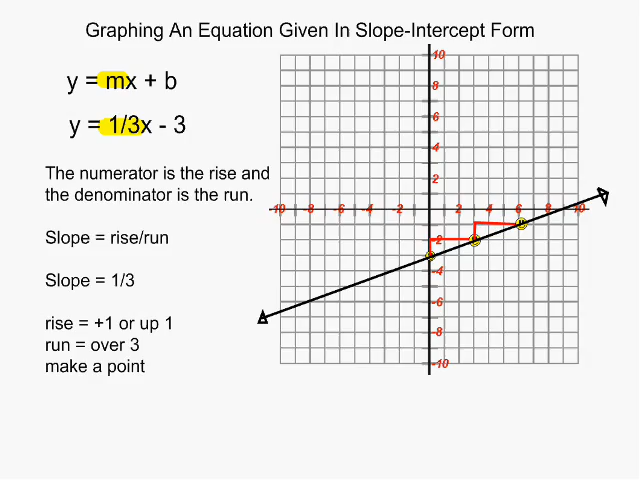 Graphing An Equation Given In Slope-Intercept Form
y = mx + b
y = 1/3x - 3
The numerator is the rise and
the denominator is the run.
Slope = rise/run
Slope = 1/3
rise = +1 or up 1
run = over 3
make a point
10
8
6
4
2
-10 -8 -6 -4 -2 2 4 6 8 10
-2
-4
-6
-8
-10